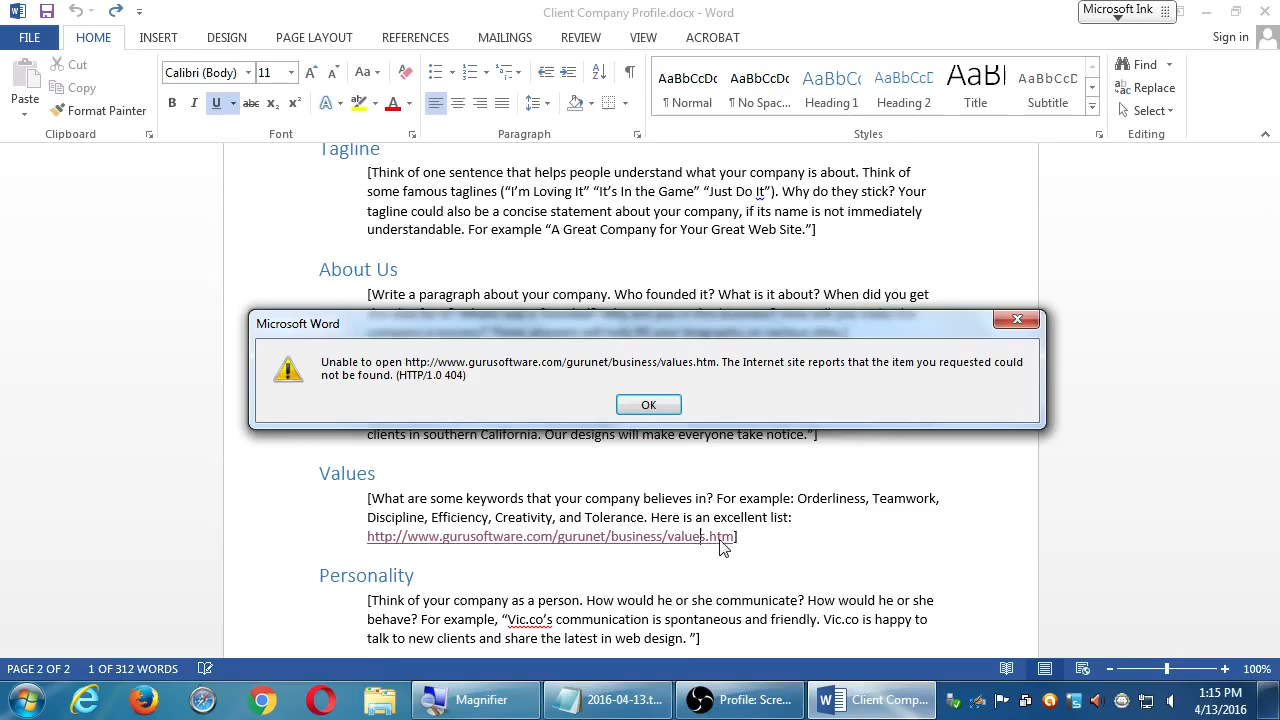 Client Company Profile.docx - Word
Microsoft Ink
FILE
HOME
INSERT
DESIGN
PAGE LAYOUT
REFERENCES
MAILINGS
REVIEW
VIEW
ACROBAT
Sign in
Paste
Cut
Copy
Format Painter
Clipboard
Calibri (Body)
11
Font
Paragraph
AaBbCcDc
¶ Normal
AaBbCcDc
¶ No Spac...
AaBbCc
Heading 1
AaBbCcD
Heading 2
AaB
Title
AaBbCcD
Subtitle
Styles
Find
Replace
Select
Editing
Tagline
[Think of one sentence that helps people understand what your company is about. Think of
some famous taglines (“I’m Loving It” “It’s In the Game” “Just Do It”). Why do they stick? Your
tagline could also be a concise statement about your company, if its name is not immediately
understandable. For example “A Great Company for Your Great Web Site.”]
About Us
[Write a paragraph about your company. Who founded it? What is it about? When did you get
Microsoft Word
Unable to open http://www.gurusoftware.com/gurunet/business/values.htm. The Internet site reports that the item you requested could
not be found. (HTTP/1.0 404)
OK
clients in southern California. Our designs will make everyone take notice.”]
Values
[What are some keywords that your company believes in? For example: Orderliness, Teamwork,
Discipline, Efficiency, Creativity, and Tolerance. Here is an excellent list:
http://www.gurusoftware.com/gurunet/business/values.htm]
Personality
[Think of your company as a person. How would he or she communicate? How would he or she
behave? For example, “Vic.co’s communication is spontaneous and friendly. Vic.co is happy to
talk to new clients and share the latest in web design. ”]
PAGE 2 OF 2
1 OF 312 WORDS
100%
Magnifier
2016-04-13.t...
Profile: Scre...
Client Comp...
1:15 PM
4/13/2016